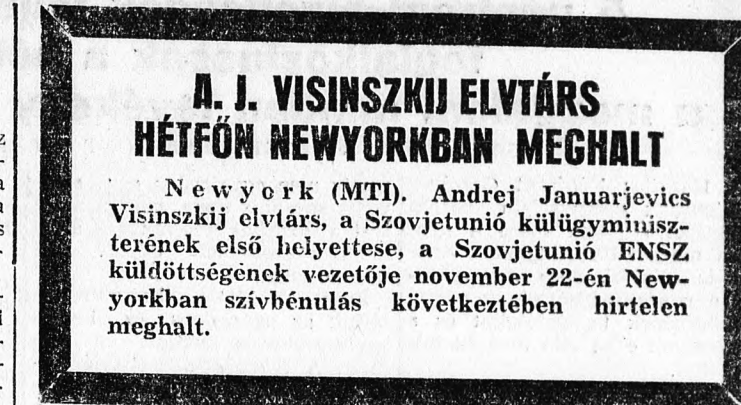 A. J. VISINSZKIJ ELVTÁRS
HÉTFŐN NEWYORKBAN MEGHALT
Newyork (MTI). Andrej Januarjevics
Visinszkij elvtárs, a Szovjetunió külügyminisz-
terének első helyettese, a Szovjetunió ENSZ
küldöttségének vezetője november 22-én New-
yorkban szívbénulás következtében hirtelen
meghalt.